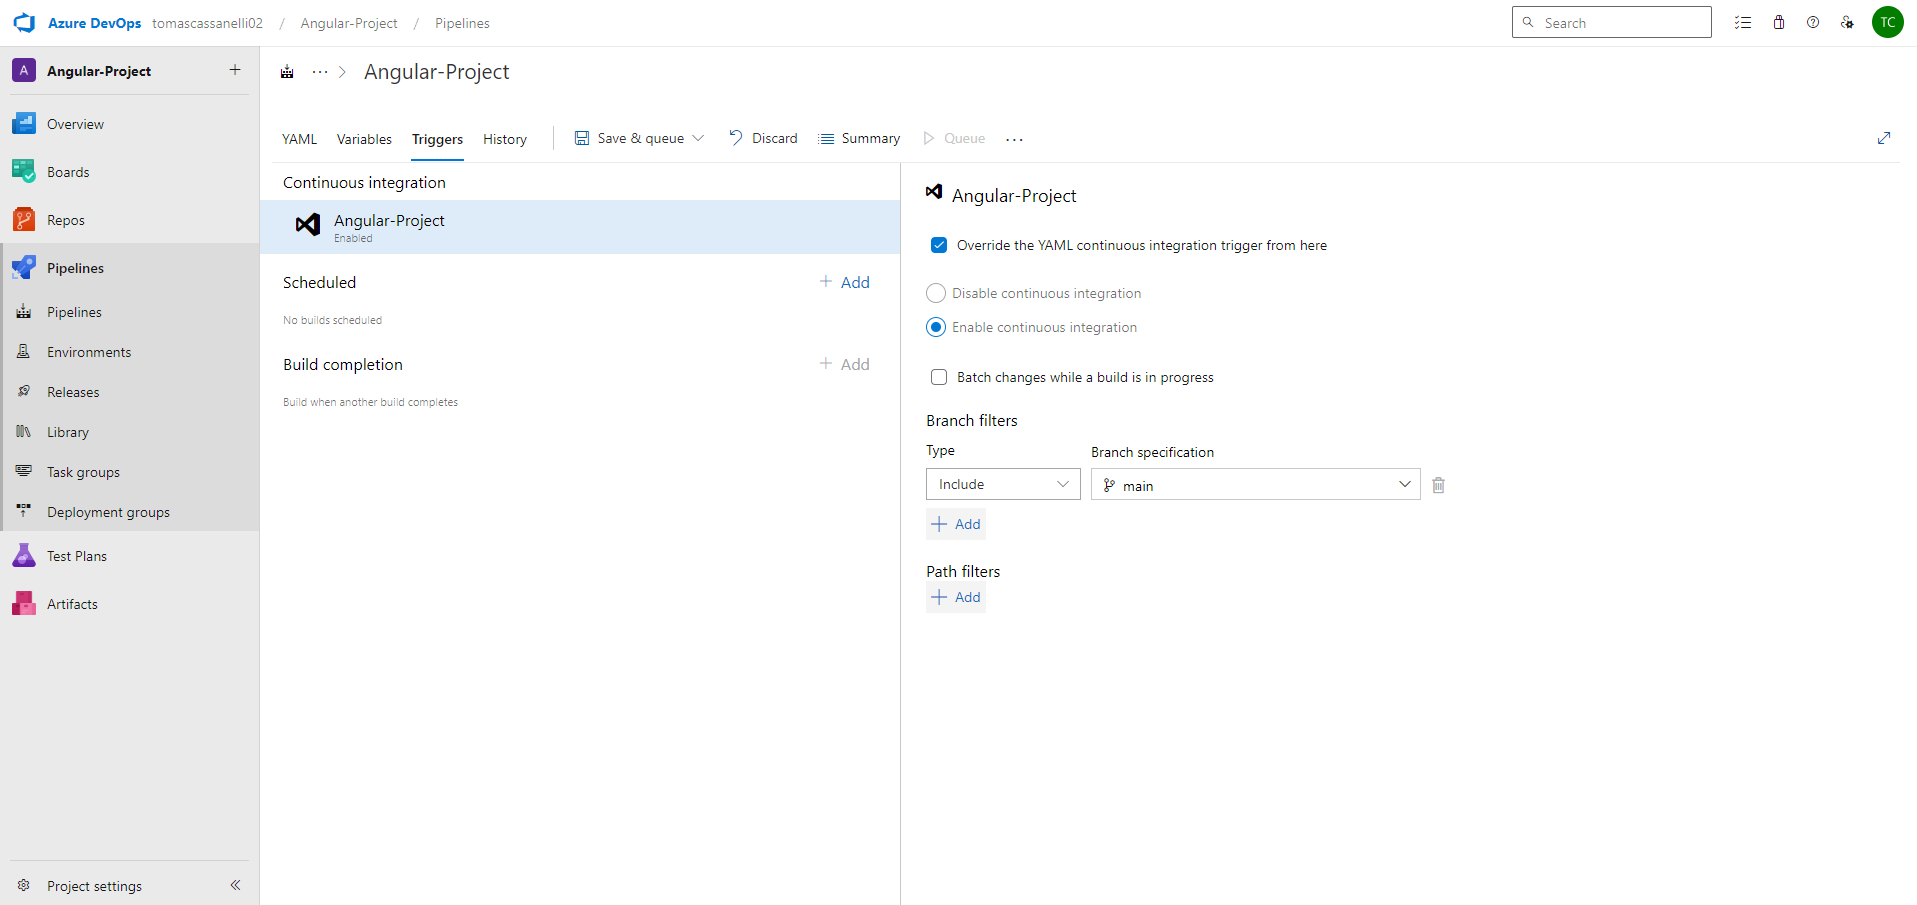 Azure DevOps tomascassanelli02 / Angular-Project / Pipelines
Search
TC
A Angular-Project
Overview
Boards
Repos
Pipelines
Pipelines
Environments
Releases
Library
Task groups
Deployment groups
Test Plans
Artifacts
Project settings
... > Angular-Project
YAML Variables Triggers History Save & queue Discard Summary Queue ...
Continuous integration
Angular-Project
Enabled
Scheduled + Add
No builds scheduled
Build completion + Add
Build when another build completes
Angular-Project
Override the YAML continuous integration trigger from here
Disable continuous integration
Enable continuous integration
Batch changes while a build is in progress
Branch filters
Type Branch specification
Include main
+ Add
Path filters
+ Add